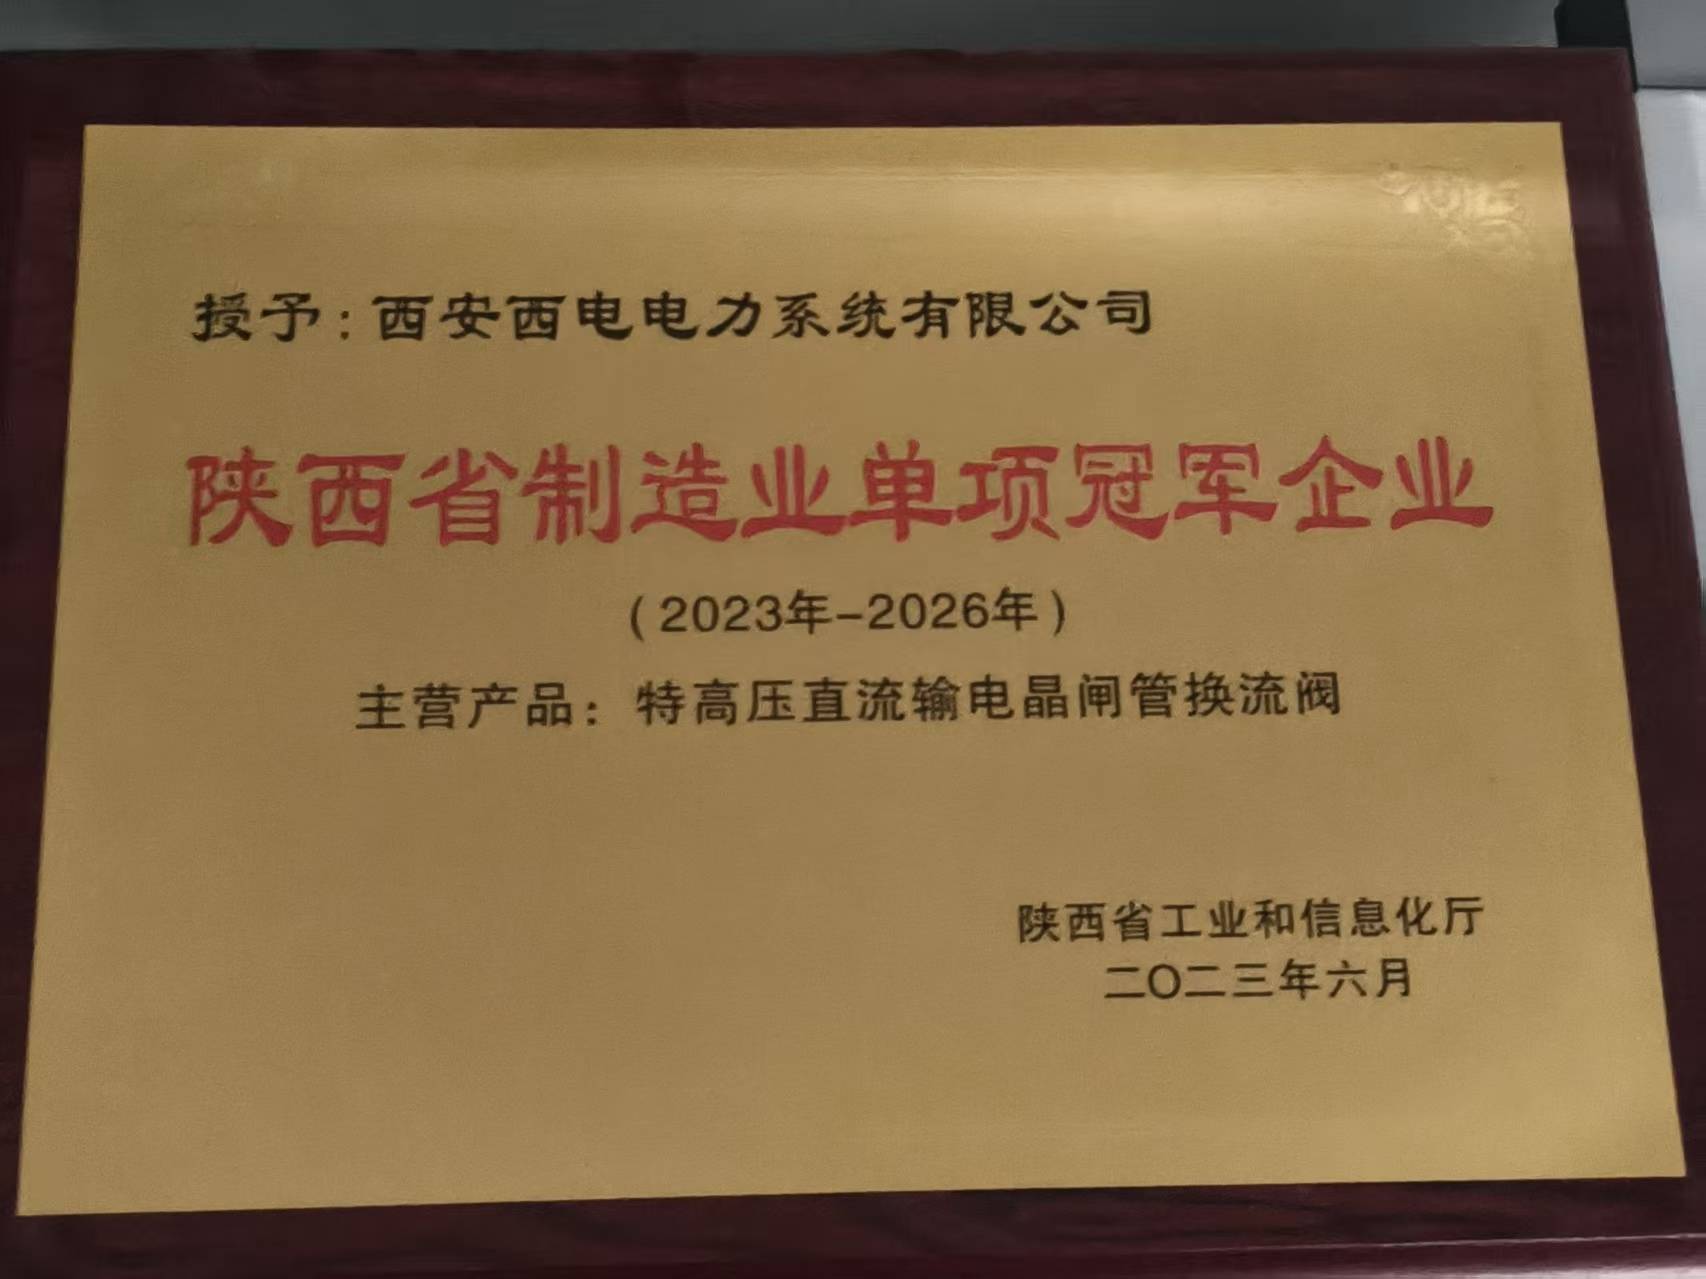 授予：西安西电电力系统有限公司
陕西省制造业单项冠军企业
（2023年-2026年）
主营产品：特高压直流输电晶闸管换流阀
陕西省工业和信息化厅
二〇二三年六月